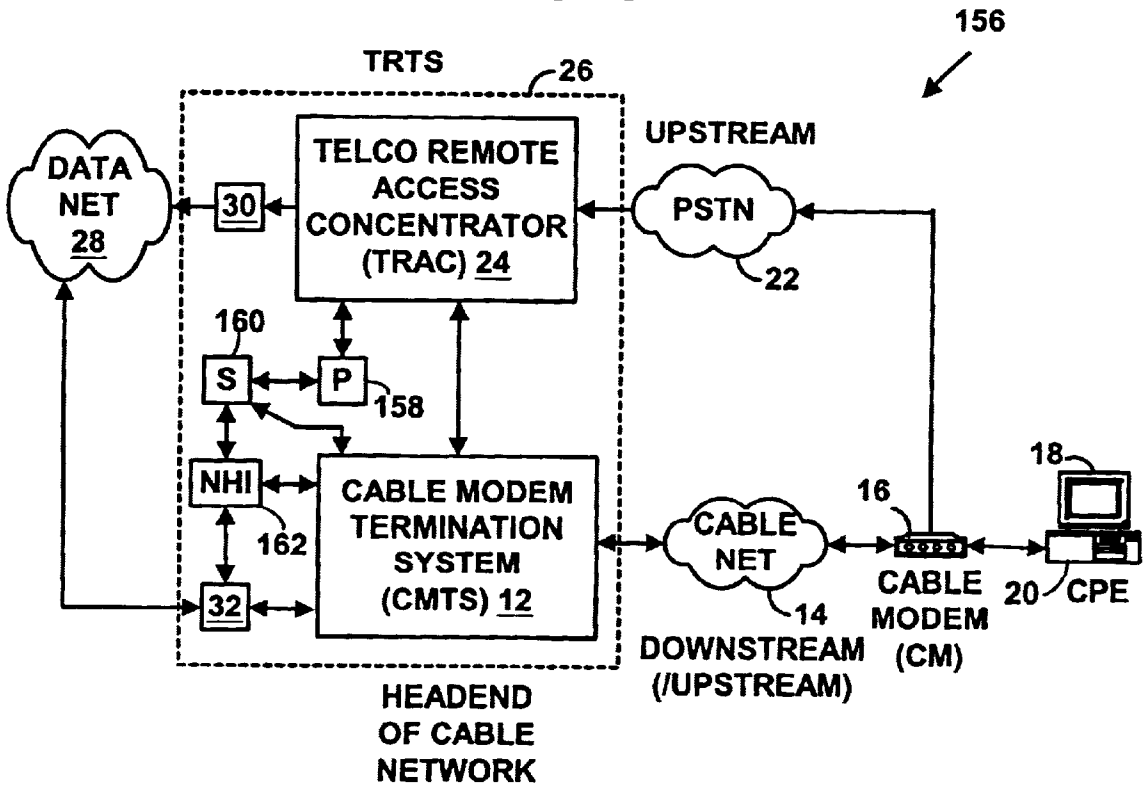 156
TRTS
26
UPSTREAM
DATA
NET
28
30
TELCO REMOTE
ACCESS
CONCENTRATOR
(TRAC) 24
PSTN
22
160
S
P
158
NHI
162
32
CABLE MODEM
TERMINATION
SYSTEM
(CMTS) 12
CABLE
NET
14
DOWNSTREAM
(/UPSTREAM)
16
CABLE
MODEM
(CM)
18
20
CPE
HEADEND
OF CABLE
NETWORK